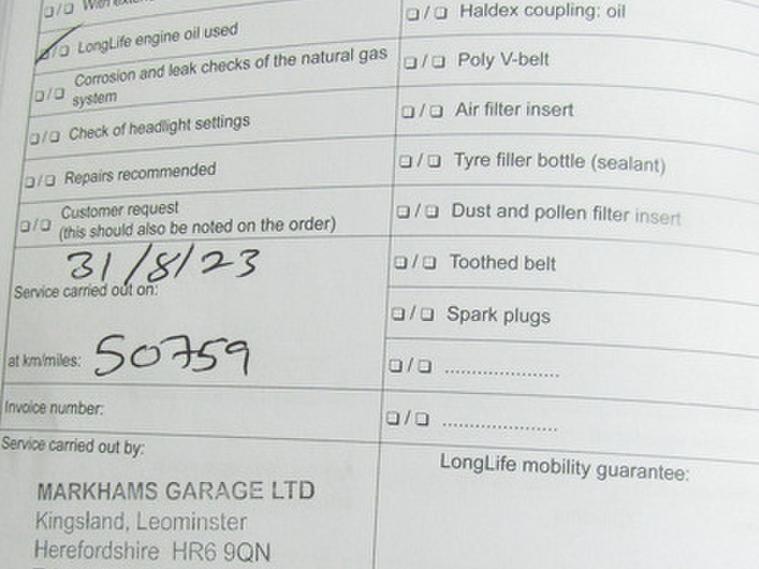 With
LongLife engine oil used
Corrosion and leak checks of the natural gas
system
Check of headlight settings
Repairs recommended
Customer request
(this should also be noted on the order)
31/8/23
Service carried out on:
at km/miles: 50759
Invoice number:
Service carried out by:
MARKHAMS GARAGE LTD
Kingsland, Leominster
Herefordshire HR6 9QN
Haldex coupling: oil
Poly V-belt
Air filter insert
Tyre filler bottle (sealant)
Dust and pollen filter insert
Toothed belt
Spark plugs
LongLife mobility guarantee: